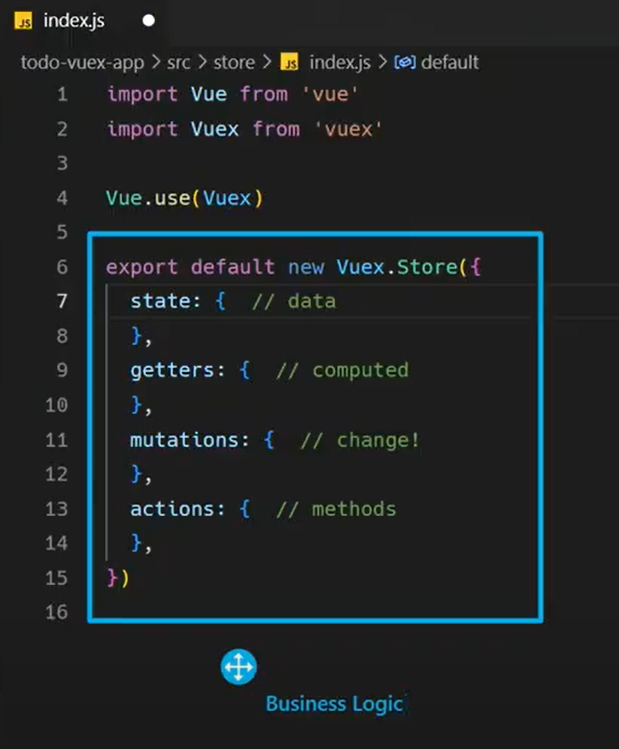 JS index.js
todo-vuex-app > src > store > JS index.js > default
1 import Vue from 'vue'
2 import Vuex from 'vuex'
3
4 Vue.use(Vuex)
5
6 export default new Vuex.Store({
7   state: {  // data
8   },
9   getters: {  // computed
10   },
11   mutations: {  // change!
12   },
13   actions: {  // methods
14   },
15 })
16
Business Logic